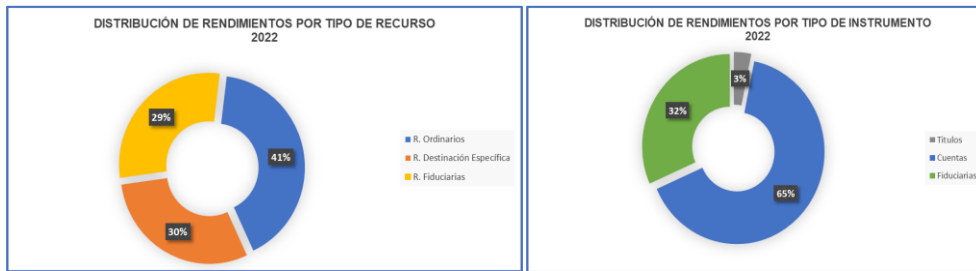 DISTRIBUCIÓN DE RENDIMIENTOS POR TIPO DE RECURSO
2022
29%
41%
30%
R. Ordinarios
R. Destinación Específica
R. Fiduciarias
DISTRIBUCIÓN DE RENDIMIENTOS POR TIPO DE INSTRUMENTO
2022
3%
32%
65%
Titulos
Cuentas
Fiduciarias